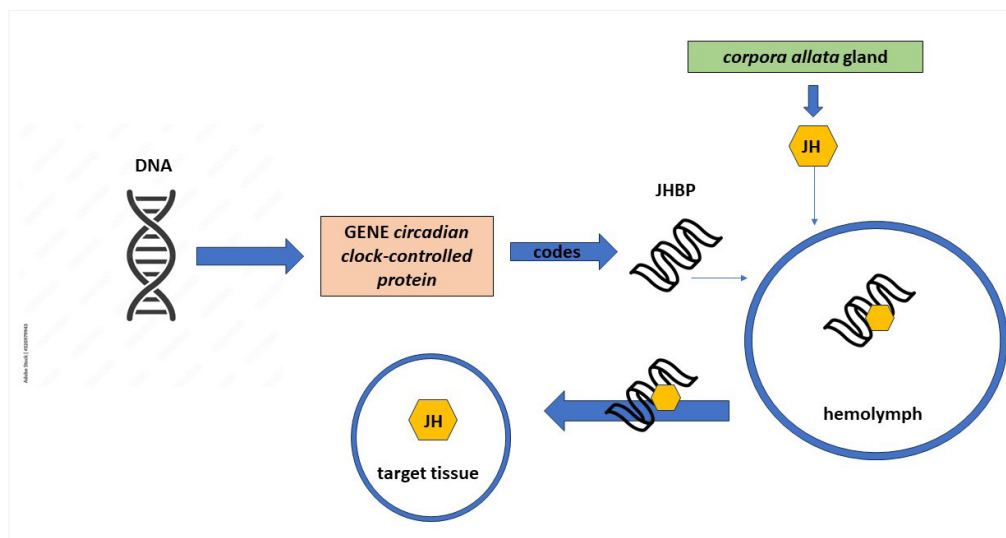 corpora allata gland
JH
DNA
JHBP
GENE circadian
clock-controlled
protein
codes
hemolymph
JH
target tissue